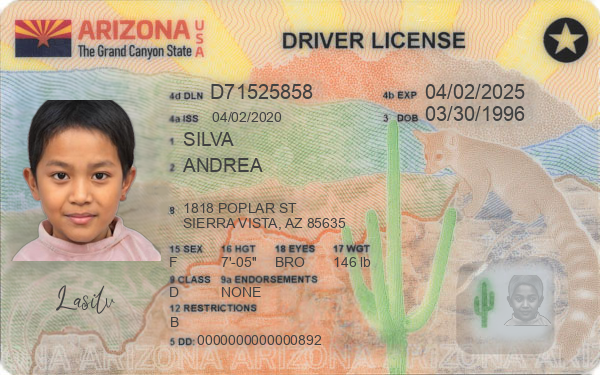 ARIZONA USA
The Grand Canyon State
DRIVER LICENSE
4d DLN D71525858
4b EXP 04/02/2025
4a ISS 04/02/2020
3 DOB 03/30/1996
1 SILVA
2 ANDREA
8 1818 POPLAR ST
SIERRA VISTA, AZ 85635
15 SEX 16 HGT 18 EYES 17 WGT
F 7'-05" BRO 146 lb
9 CLASS 9a ENDORSEMENTS
D NONE
12 RESTRICTIONS
B
5 DD: 0000000000000892
Lasitu
ARIZONA ARIZONA ARIZONA ARIZONA